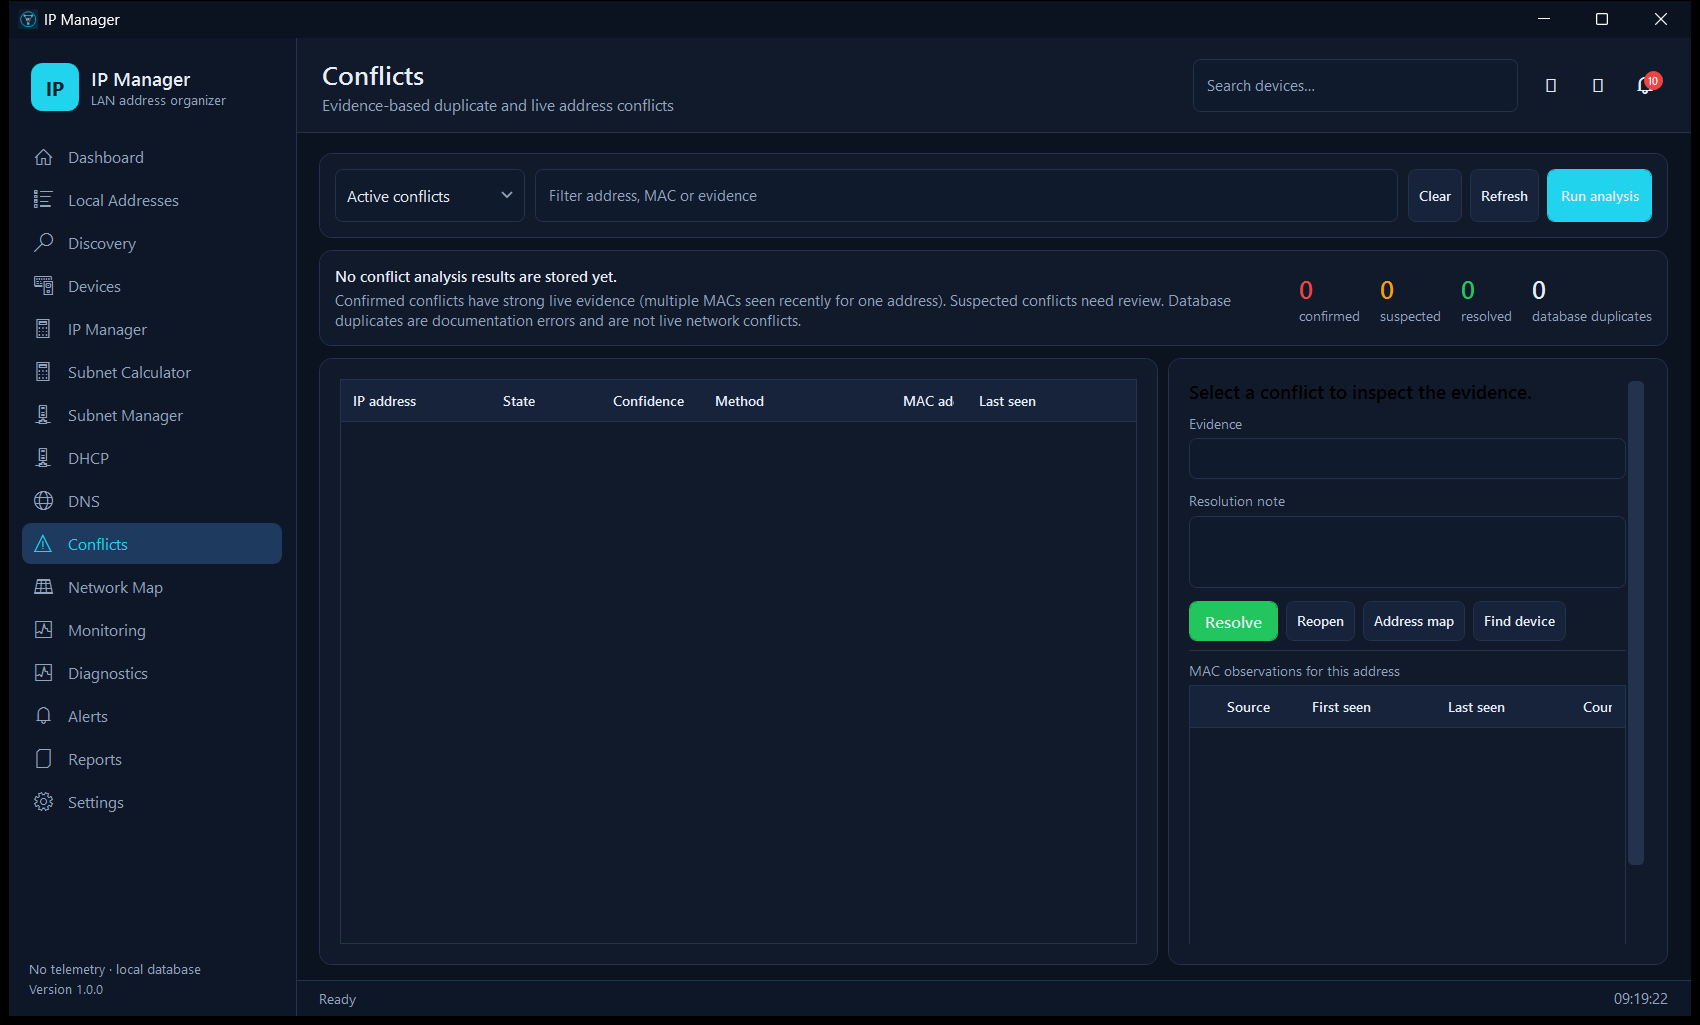 IP Manager
IP
IP Manager
LAN address organizer
Dashboard
Local Addresses
Discovery
Devices
IP Manager
Subnet Calculator
Subnet Manager
DHCP
DNS
Conflicts
Network Map
Monitoring
Diagnostics
Alerts
Reports
Settings
No telemetry · local database
Version 1.0.0
Conflicts
Evidence-based duplicate and live address conflicts
Search devices...
10
Active conflicts
Filter address, MAC or evidence
Clear
Refresh
Run analysis
No conflict analysis results are stored yet.
Confirmed conflicts have strong live evidence (multiple MACs seen recently for one address). Suspected conflicts need review. Database
duplicates are documentation errors and are not live network conflicts.
0
confirmed
0
suspected
0
resolved
0
database duplicates
IP address State Confidence Method MAC ad Last seen
Select a conflict to inspect the evidence.
Evidence
Resolution note
Resolve
Reopen
Address map
Find device
MAC observations for this address
Source First seen Last seen Cour
Ready
09:19:22